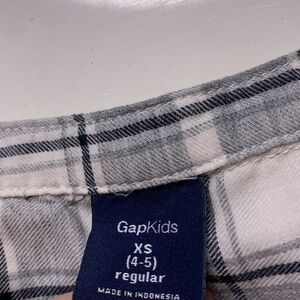 GapKids
XS
(4-5)
regular
MADE IN INDONESIA